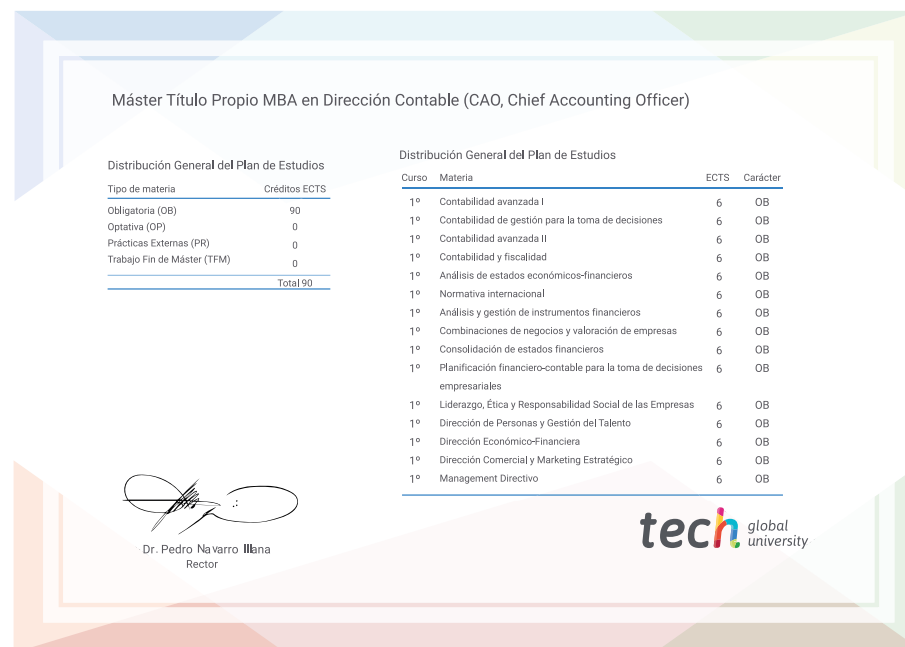 Máster Título Propio MBA en Dirección Contable (CAO, Chief Accounting Officer)
Distribución General del Plan de Estudios
Tipo de materia Créditos ECTS
Obligatoria (OB) 90
Optativa (OP) 0
Prácticas Externas (PR) 0
Trabajo Fin de Máster (TFM) 0
Total 90
Distribución General del Plan de Estudios
Curso Materia ECTS Carácter
1º Contabilidad avanzada I 6 OB
1º Contabilidad de gestión para la toma de decisiones 6 OB
1º Contabilidad avanzada II 6 OB
1º Contabilidad y fiscalidad 6 OB
1º Análisis de estados económicos-financieros 6 OB
1º Normativa internacional 6 OB
1º Análisis y gestión de instrumentos financieros 6 OB
1º Combinaciones de negocios y valoración de empresas 6 OB
1º Consolidación de estados financieros 6 OB
1º Planificación financiero-contable para la toma de decisiones 6 OB
empresariales
1º Liderazgo, Ética y Responsabilidad Social de las Empresas 6 OB
1º Dirección de Personas y Gestión del Talento 6 OB
1º Dirección Económico-Financiera 6 OB
1º Dirección Comercial y Marketing Estratégico 6 OB
1º Management Directivo 6 OB
Dr. Pedro Navarro Illana
Rector
tech global
university